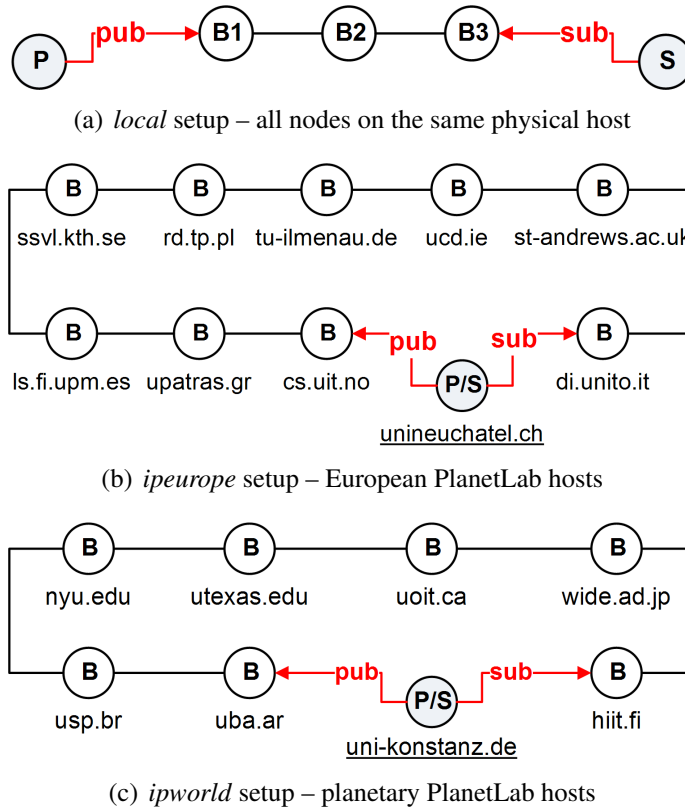 P pub B1 B2 B3 sub S
(a) local setup – all nodes on the same physical host
B B B B B
ssvl.kth.se rd.tp.pl tu-ilmenau.de ucd.ie st-andrews.ac.uk
B B B pub P/S sub B
ls.fi.upm.es upatras.gr cs.uit.no di.unito.it
unineuchatel.ch
(b) ipeurope setup – European PlanetLab hosts
B B B B
nyu.edu utexas.edu uoit.ca wide.ad.jp
B B pub P/S sub B
usp.br uba.ar hiit.fi
uni-konstanz.de
(c) ipworld setup – planetary PlanetLab hosts